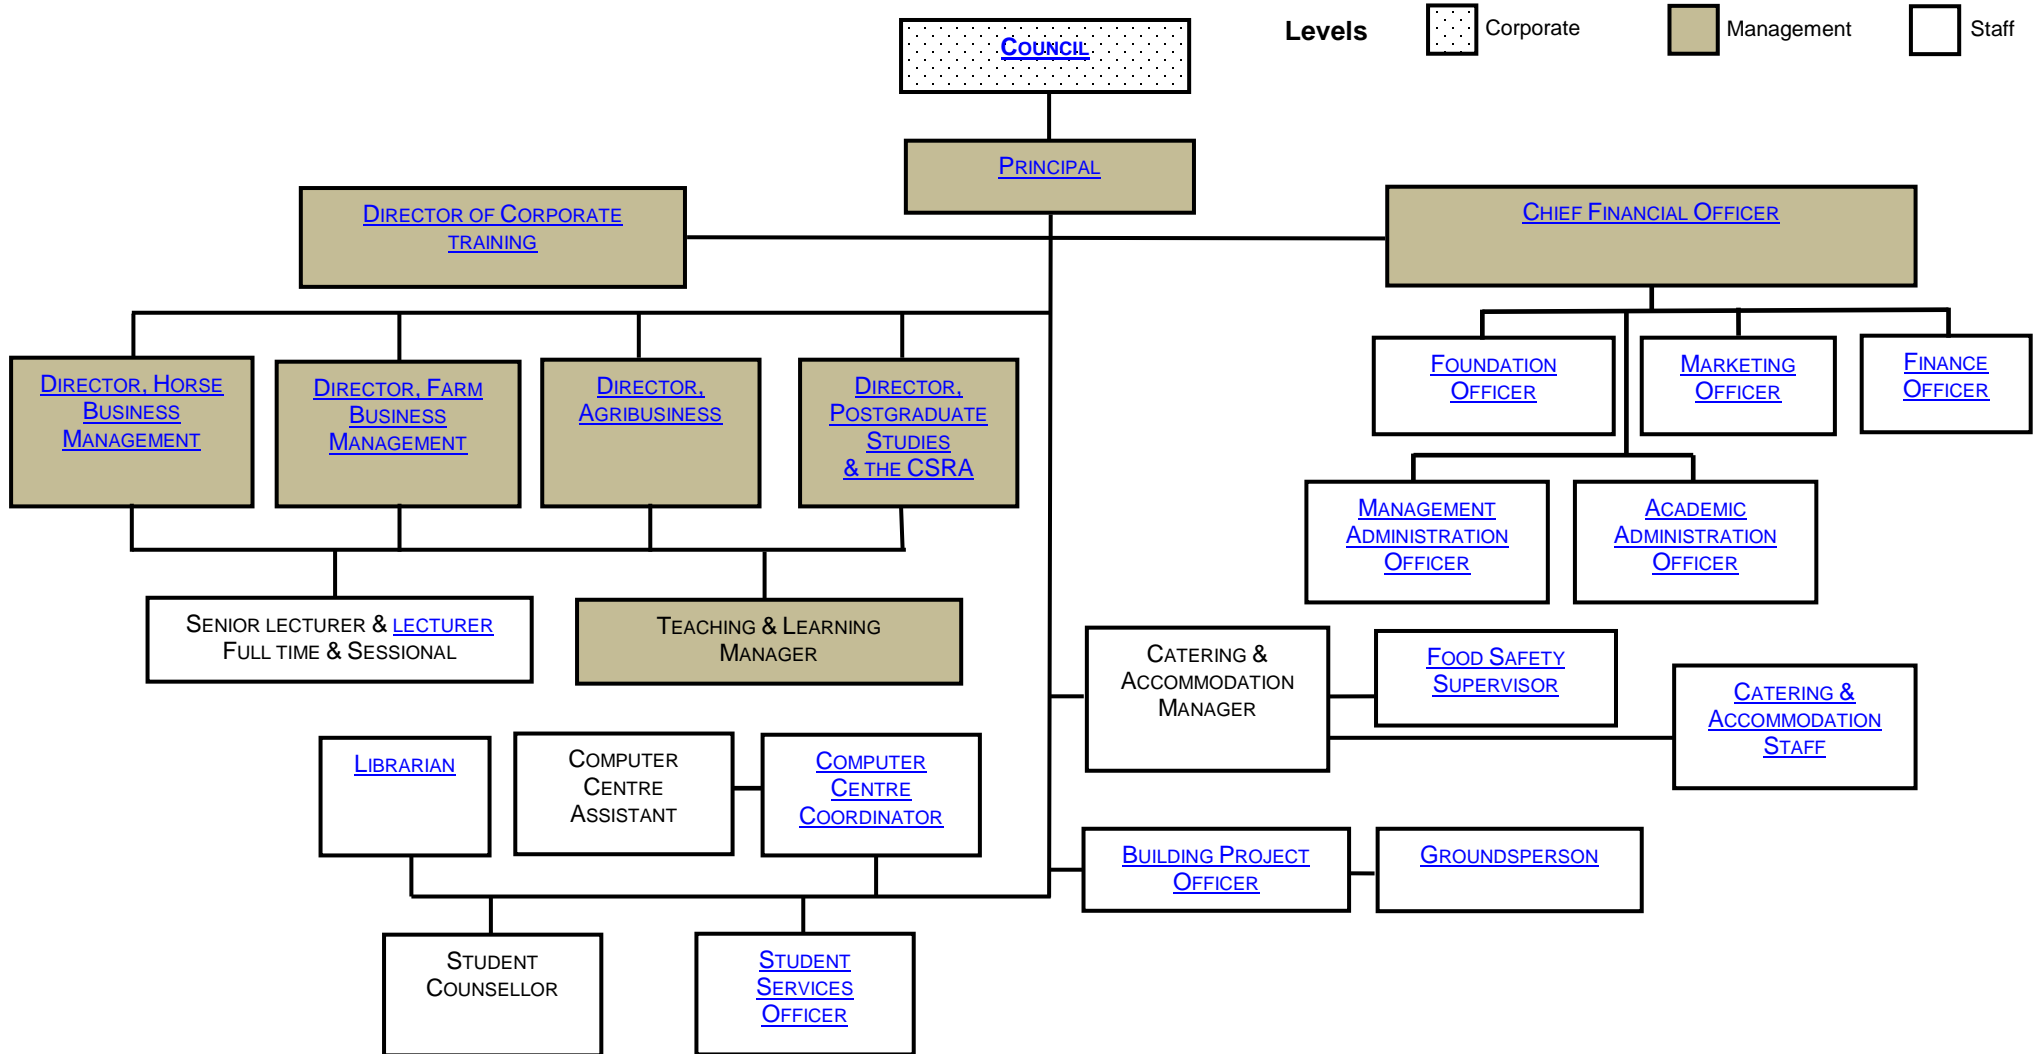 Levels
Corporate
Management
Staff
COUNCIL
PRINCIPAL
DIRECTOR OF CORPORATE
TRAINING
CHIEF FINANCIAL OFFICER
DIRECTOR, HORSE
BUSINESS
MANAGEMENT
DIRECTOR, FARM
BUSINESS
MANAGEMENT
DIRECTOR,
AGRIBUSINESS
DIRECTOR,
POSTGRADUATE
STUDIES
& THE CSRA
FOUNDATION
OFFICER
MARKETING
OFFICER
FINANCE
OFFICER
MANAGEMENT
ADMINISTRATION
OFFICER
ACADEMIC
ADMINISTRATION
OFFICER
SENIOR LECTURER & LECTURER
FULL TIME & SESSIONAL
TEACHING & LEARNING
MANAGER
CATERING &
ACCOMMODATION
MANAGER
FOOD SAFETY
SUPERVISOR
CATERING &
ACCOMMODATION
STAFF
LIBRARIAN
COMPUTER
CENTRE
ASSISTANT
COMPUTER
CENTRE
COORDINATOR
BUILDING PROJECT
OFFICER
GROUNDSPERSON
STUDENT
COUNSELLOR
STUDENT
SERVICES
OFFICER